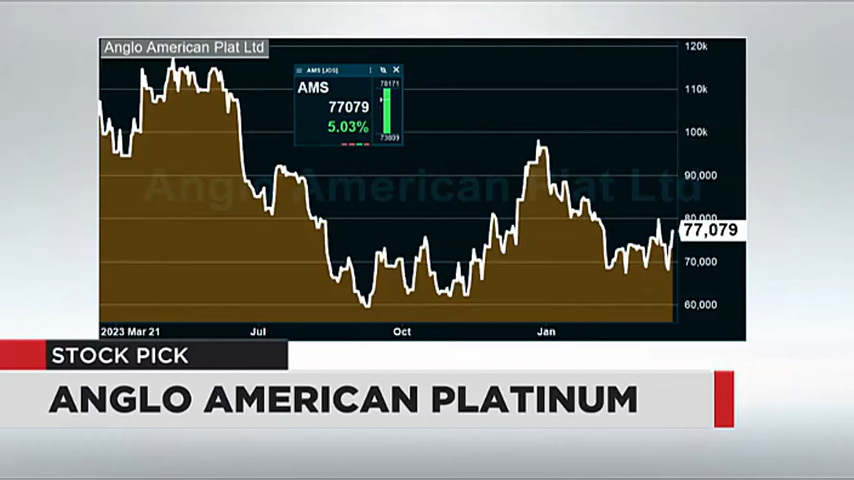 Anglo American Plat Ltd
AMS [JOS]
AMS
77079
5.03%
78171
73809
Anglo American Plat Ltd
120k
110k
100k
90,000
80,000
77,079
70,000
60,000
2023 Mar 21
Jul
Oct
Jan
STOCK PICK
ANGLO AMERICAN PLATINUM